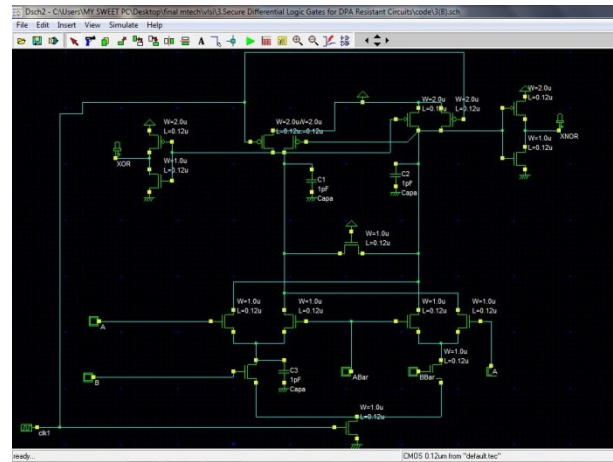 Dsch2 - C:\Users\MY SWEET PC\Desktop\final mtech\vlsi\3.Secure Differential Logic Gates for DPA Resistant Circuits\code\3(B).sch
File Edit Insert View Simulate Help
W=2.0u
L=0.12u
W=2.0u
L=0.12u
W=2.0u
L=0.12u
W=2.0u
L=0.12u
W=2.0u
L=0.12u
XOR
W=1.0u
L=0.12u
W=1.0u
L=0.12u
XNOR
C1
1pF
Capa
C2
1pF
Capa
W=1.0u
L=0.12u
W=1.0u
L=0.12u
W=1.0u
L=0.12u
W=1.0u
L=0.12u
W=1.0u
L=0.12u
A
B
C3
1pF
Capa
ABar
BBar
W=1.0u
L=0.12u
A
W=1.0u
L=0.12u
clk1
ready...
CMOS 0.12um from "default.tec"